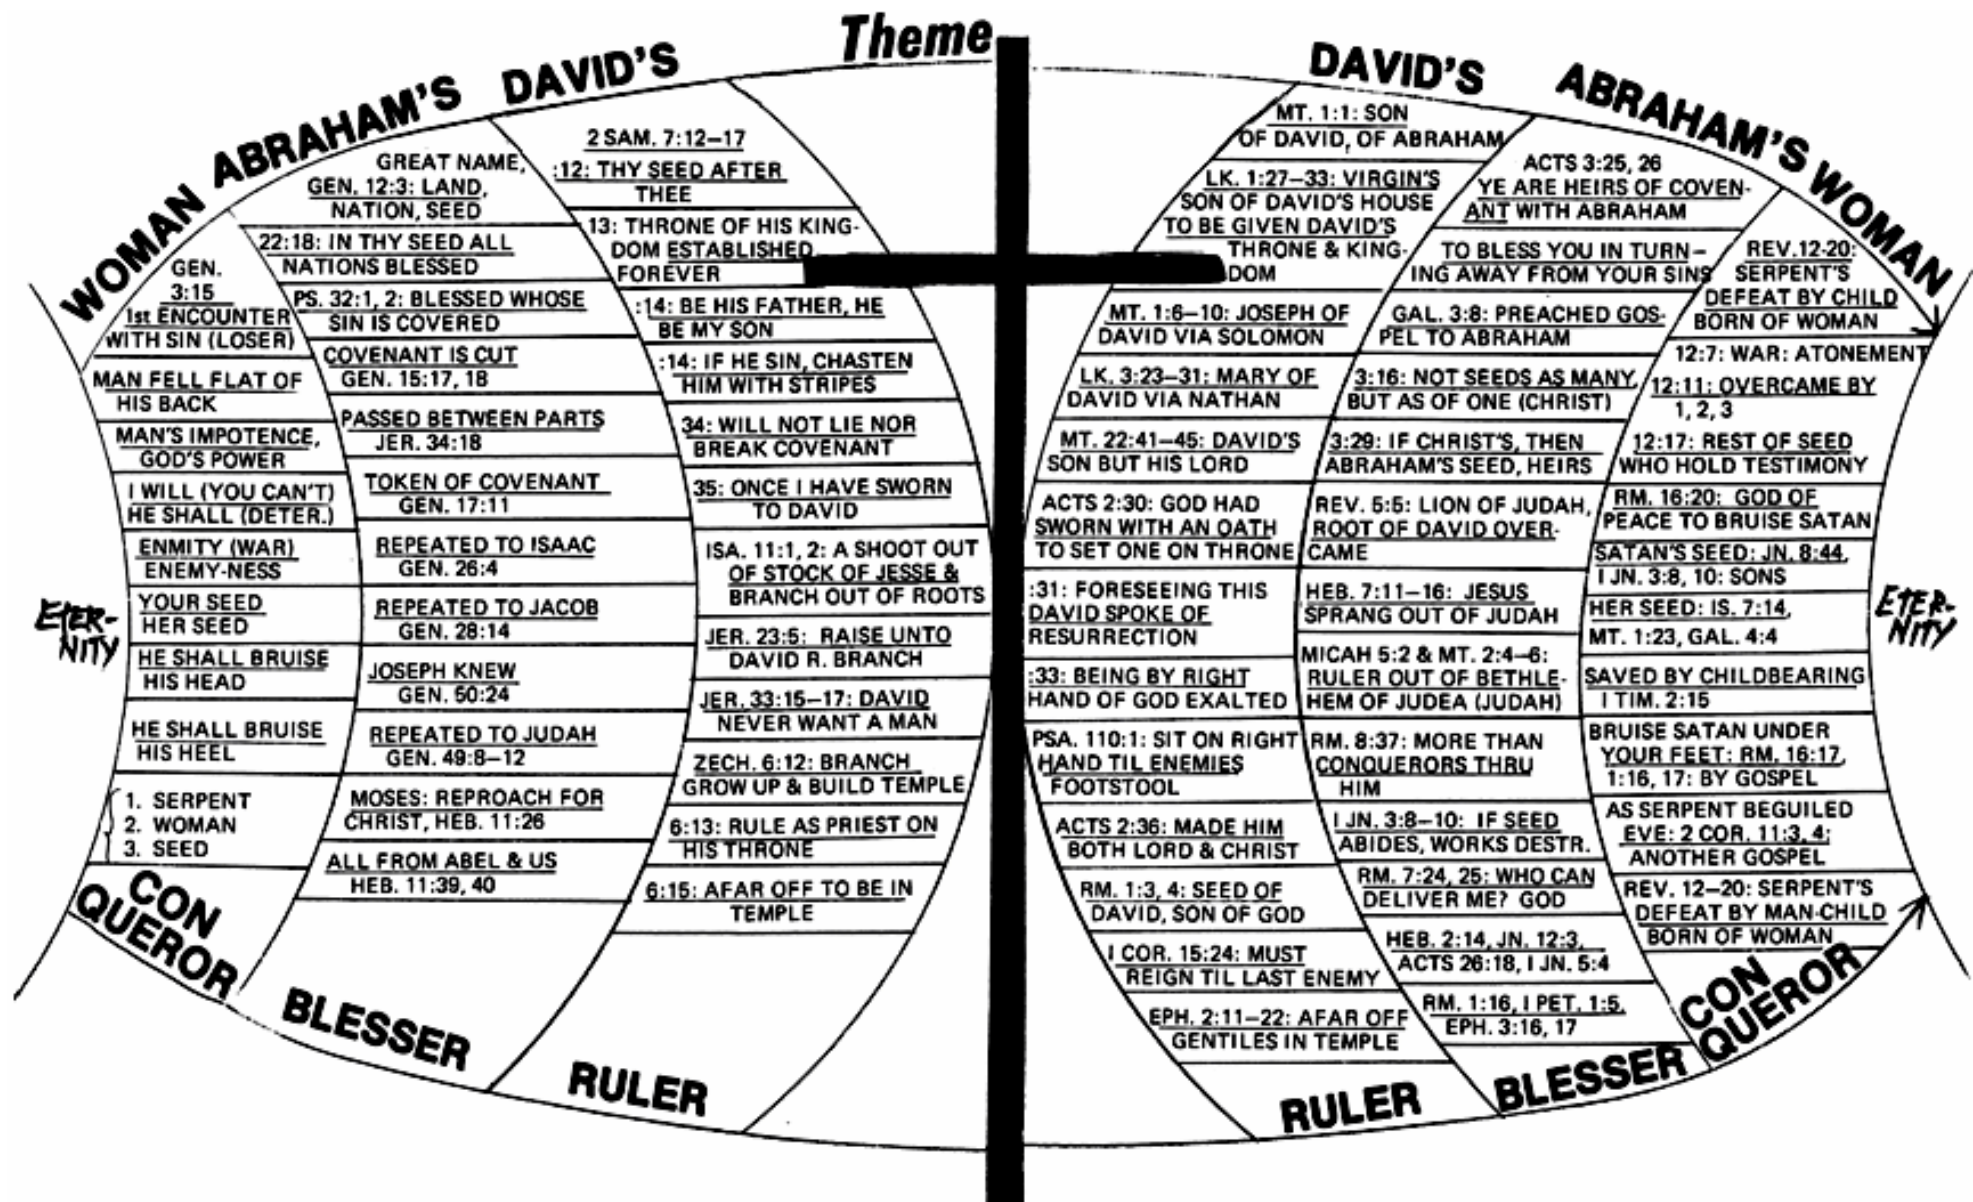 Theme
WOMAN
ABRAHAM'S
DAVID'S
DAVID'S
ABRAHAM'S
WOMAN
ETER-
NITY
GEN.
3:15
1st ENCOUNTER
WITH SIN (LOSER)
MAN FELL FLAT OF
HIS BACK
MAN'S IMPOTENCE,
GOD'S POWER
I WILL (YOU CAN'T)
HE SHALL (DETER.)
ENMITY (WAR)
ENEMY-NESS
YOUR SEED
HER SEED
HE SHALL BRUISE
HIS HEAD
HE SHALL BRUISE
HIS HEEL
1. SERPENT
2. WOMAN
3. SEED
CON
QUEROR
GREAT NAME,
GEN. 12:3: LAND,
NATION, SEED
22:18: IN THY SEED ALL
NATIONS BLESSED
PS. 32:1, 2: BLESSED WHOSE
SIN IS COVERED
COVENANT IS CUT
GEN. 15:17, 18
PASSED BETWEEN PARTS
JER. 34:18
TOKEN OF COVENANT
GEN. 17:11
REPEATED TO ISAAC
GEN. 26:4
REPEATED TO JACOB
GEN. 28:14
JOSEPH KNEW
GEN. 50:24
REPEATED TO JUDAH
GEN. 49:8–12
MOSES: REPROACH FOR
CHRIST, HEB. 11:26
ALL FROM ABEL & US
HEB. 11:39, 40
BLESSER
2 SAM. 7:12–17
:12: THY SEED AFTER
THEE
13: THRONE OF HIS KING-
DOM ESTABLISHED
FOREVER
:14: BE HIS FATHER, HE
BE MY SON
:14: IF HE SIN, CHASTEN
HIM WITH STRIPES
34: WILL NOT LIE NOR
BREAK COVENANT
35: ONCE I HAVE SWORN
TO DAVID
ISA. 11:1, 2: A SHOOT OUT
OF STOCK OF JESSE &
BRANCH OUT OF ROOTS
JER. 23:5: RAISE UNTO
DAVID R. BRANCH
JER. 33:15–17: DAVID
NEVER WANT A MAN
ZECH. 6:12: BRANCH
GROW UP & BUILD TEMPLE
6:13: RULE AS PRIEST ON
HIS THRONE
6:15: AFAR OFF TO BE IN
TEMPLE
RULER
MT. 1:1: SON
OF DAVID, OF ABRAHAM
LK. 1:27–33: VIRGIN'S
SON OF DAVID'S HOUSE
TO BE GIVEN DAVID'S
THRONE & KING-
DOM
MT. 1:6–10: JOSEPH OF
DAVID VIA SOLOMON
LK. 3:23–31: MARY OF
DAVID VIA NATHAN
MT. 22:41–45: DAVID'S
SON BUT HIS LORD
ACTS 2:30: GOD HAD
SWORN WITH AN OATH
TO SET ONE ON THRONE
:31: FORESEEING THIS
DAVID SPOKE OF
RESURRECTION
:33: BEING BY RIGHT
HAND OF GOD EXALTED
PSA. 110:1: SIT ON RIGHT
HAND TIL ENEMIES
FOOTSTOOL
ACTS 2:36: MADE HIM
BOTH LORD & CHRIST
RM. 1:3, 4: SEED OF
DAVID, SON OF GOD
I COR. 15:24: MUST
REIGN TIL LAST ENEMY
EPH. 2:11–22: AFAR OFF
GENTILES IN TEMPLE
RULER
ACTS 3:25, 26
YE ARE HEIRS OF COVEN-
ANT WITH ABRAHAM
TO BLESS YOU IN TURN–
ING AWAY FROM YOUR SINS
GAL. 3:8: PREACHED GOS-
PEL TO ABRAHAM
3:16: NOT SEEDS AS MANY,
BUT AS OF ONE (CHRIST)
3:29: IF CHRIST'S, THEN
ABRAHAM'S SEED, HEIRS
REV. 5:5: LION OF JUDAH,
ROOT OF DAVID OVER-
CAME
HEB. 7:11–16: JESUS
SPRANG OUT OF JUDAH
MICAH 5:2 & MT. 2:4–6:
RULER OUT OF BETHLE-
HEM OF JUDEA (JUDAH)
RM. 8:37: MORE THAN
CONQUERORS THRU
HIM
I JN. 3:8–10: IF SEED
ABIDES, WORKS DESTR.
RM. 7:24, 25: WHO CAN
DELIVER ME? GOD
HEB. 2:14, JN. 12:3,
ACTS 26:18, I JN. 5:4
RM. 1:16, I PET. 1:5,
EPH. 3:16, 17
BLESSER
REV.12-20:
SERPENT'S
DEFEAT BY CHILD
BORN OF WOMAN
12:7: WAR: ATONEMENT
12:11: OVERCAME BY
1, 2, 3
12:17: REST OF SEED
WHO HOLD TESTIMONY
RM. 16:20: GOD OF
PEACE TO BRUISE SATAN
SATAN'S SEED: JN. 8:44,
I JN. 3:8, 10: SONS
HER SEED: IS. 7:14,
MT. 1:23, GAL. 4:4
SAVED BY CHILDBEARING
I TIM. 2:15
BRUISE SATAN UNDER
YOUR FEET: RM. 16:17,
1:16, 17: BY GOSPEL
AS SERPENT BEGUILED
EVE: 2 COR. 11:3, 4:
ANOTHER GOSPEL
REV. 12–20: SERPENT'S
DEFEAT BY MAN-CHILD
BORN OF WOMAN
CON
QUEROR
ETER-
NITY